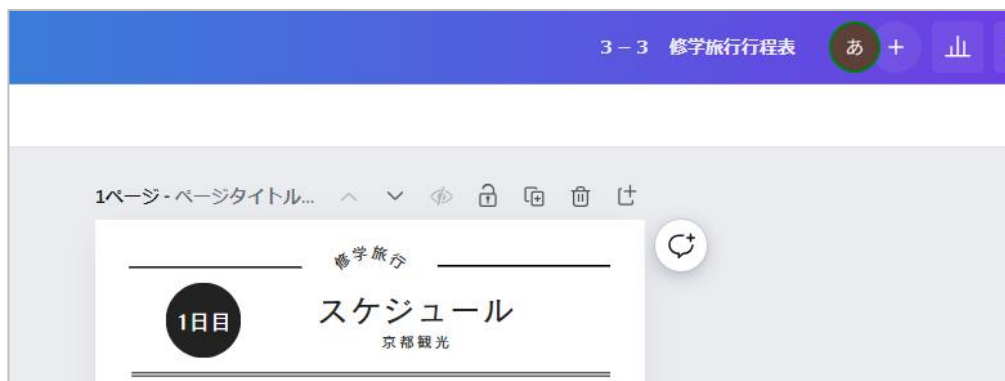 3－3　修学旅行行程表
あ
1ページ - ページタイトル...
修学旅行
1日目
スケジュール
京都観光